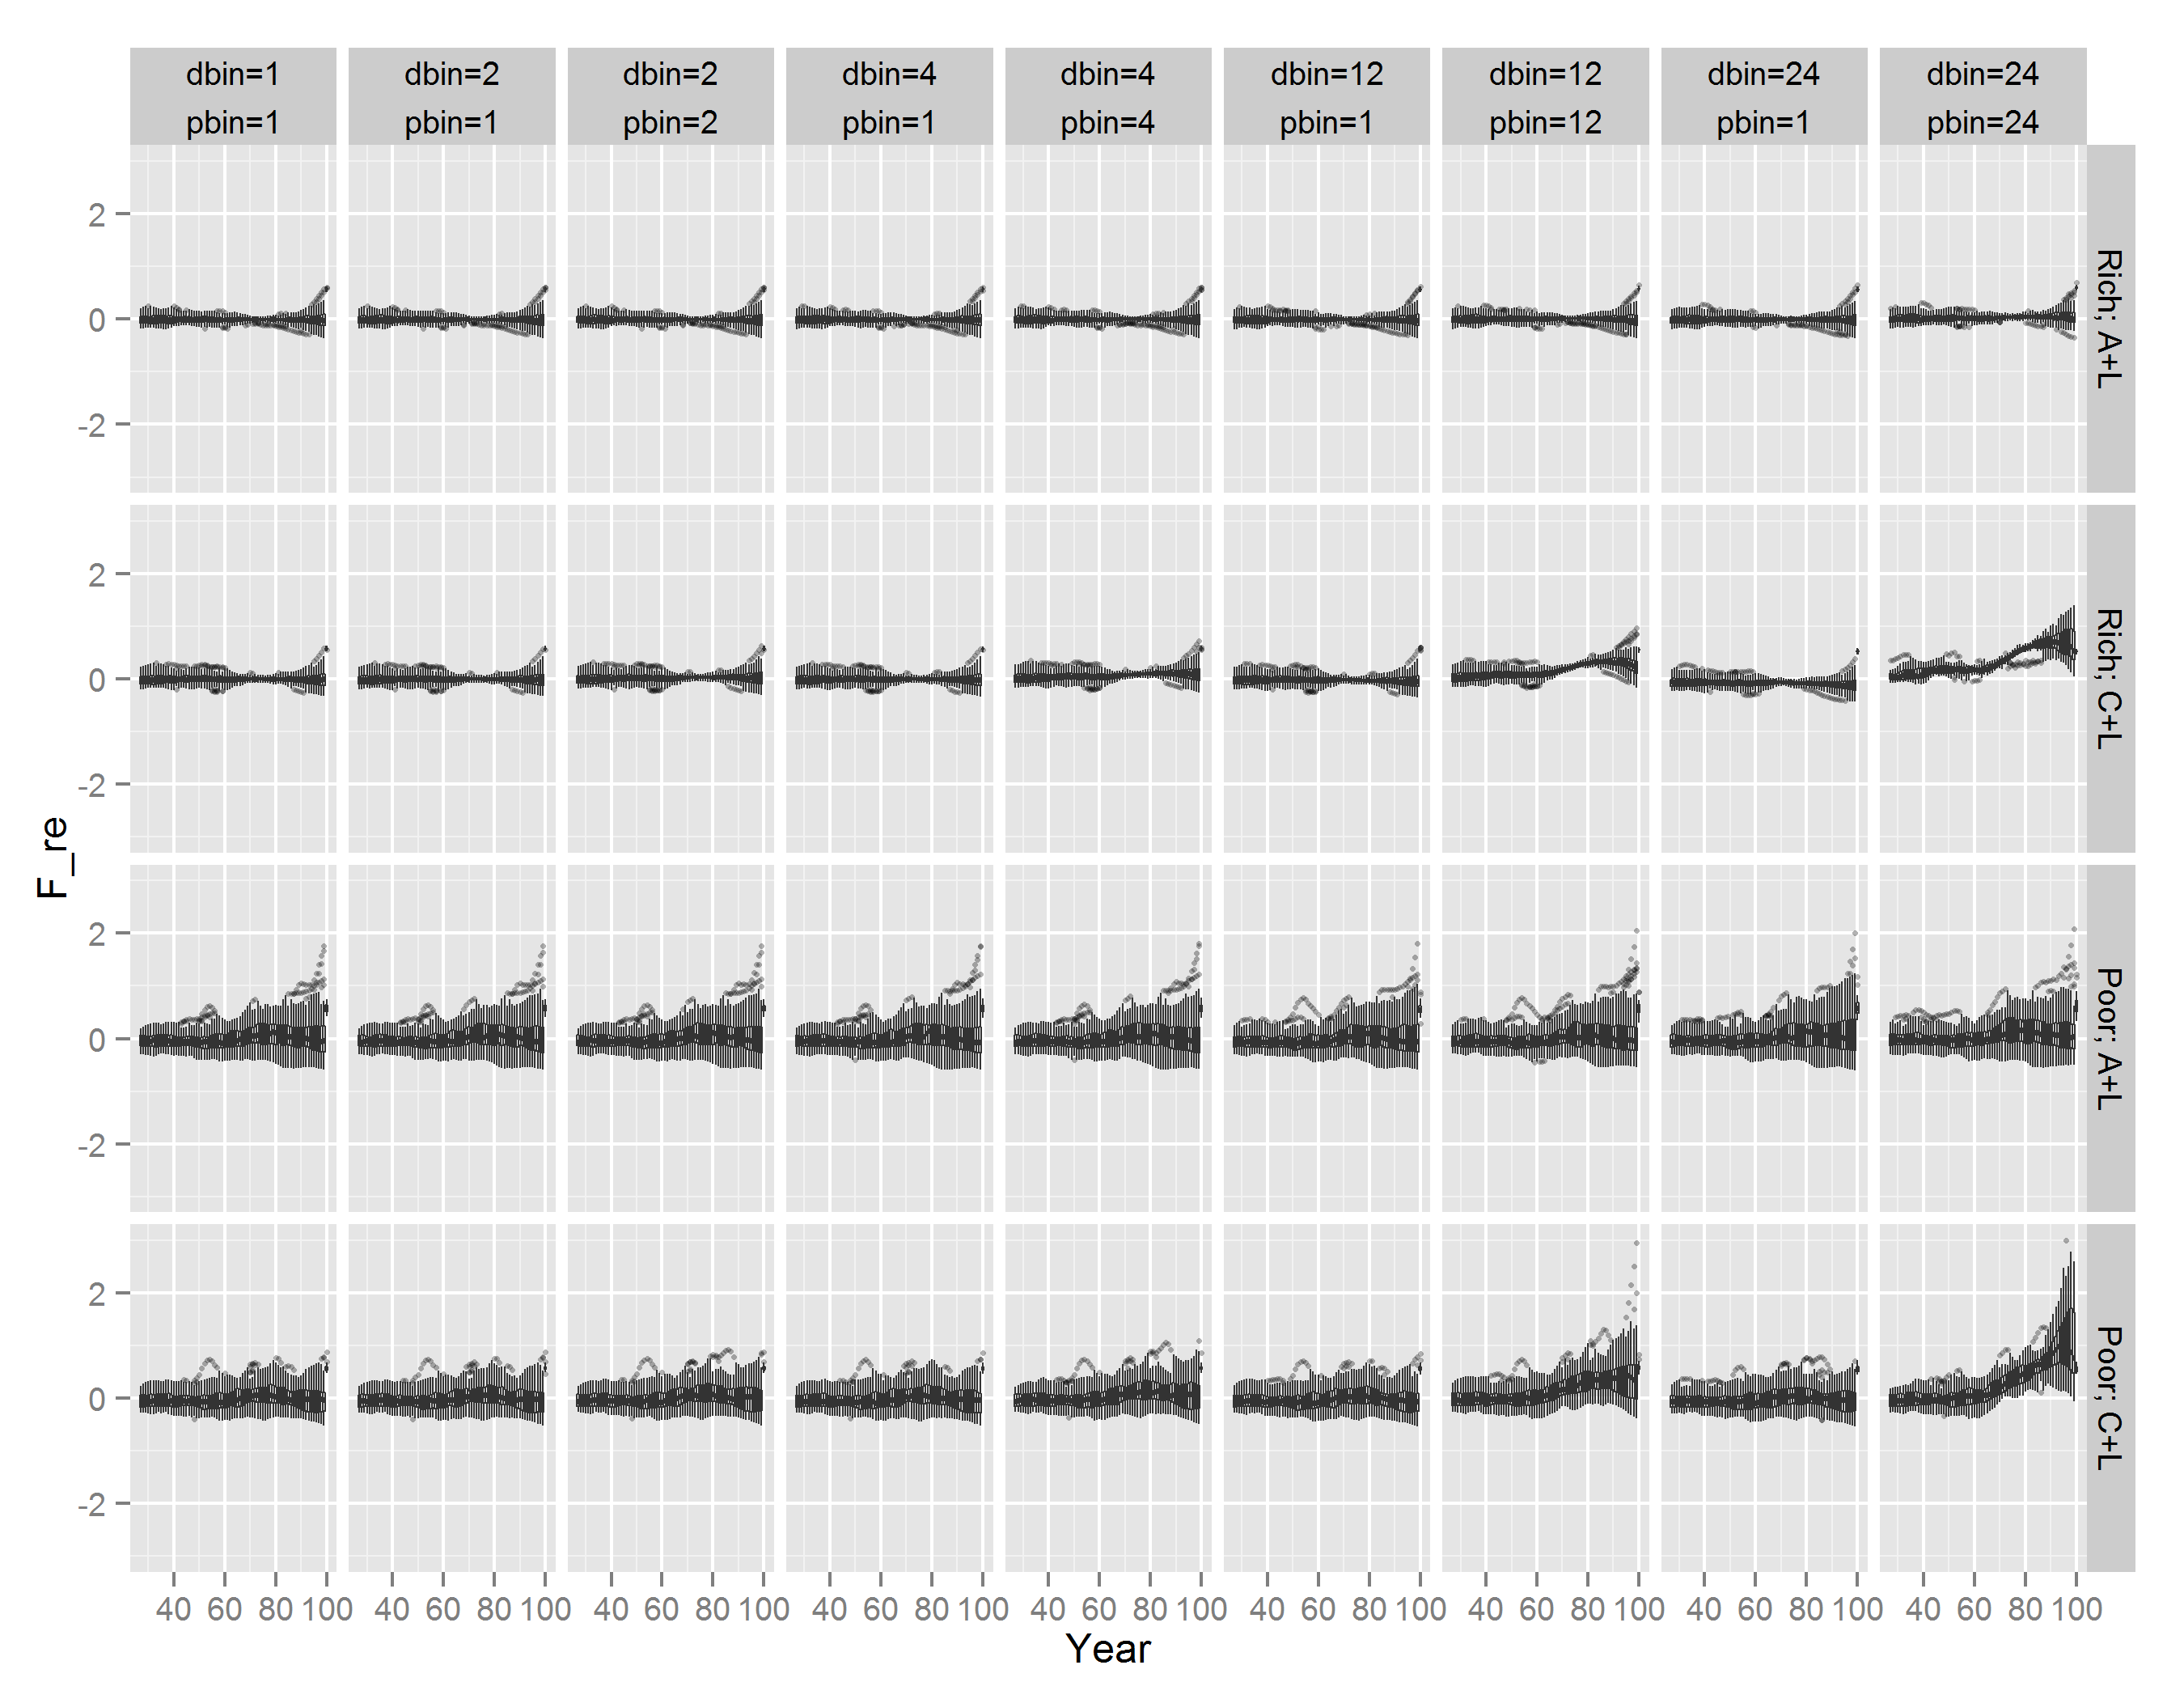 dbin=1 dbin=2 dbin=2 dbin=4 dbin=4 dbin=12 dbin=12 dbin=24 dbin=24
pbin=1 pbin=1 pbin=2 pbin=1 pbin=4 pbin=1 pbin=12 pbin=1 pbin=24
2
0
-2
Rich; A+L
2
0
-2
Rich; C+L
F_re
2
0
-2
Poor; A+L
2
0
-2
Poor; C+L
40 60 80 100 40 60 80 100 40 60 80 100 40 60 80 100 40 60 80 100 40 60 80 100 40 60 80 100 40 60 80 100 40 60 80 100
Year